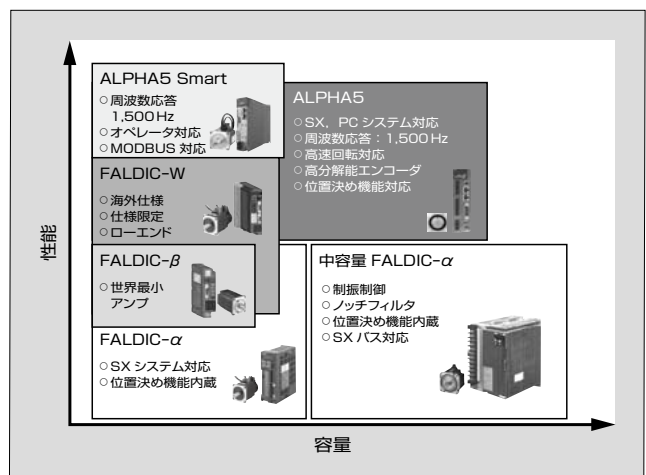 性能
ALPHA5 Smart
○周波数応答
1,500 Hz
○オペレータ対応
○MODBUS 対応
ALPHA5
○SX，PC システム対応
○周波数応答：1,500 Hz
○高速回転対応
○高分解能エンコーダ
○位置決め機能対応
FALDIC-W
○海外仕様
○仕様限定
○ローエンド
FALDIC-β
○世界最小
アンプ
FALDIC-α
○SX システム対応
○位置決め機能内蔵
中容量 FALDIC-α
○制振制御
○ノッチフィルタ
○位置決め機能内蔵
○SX バス対応
容量